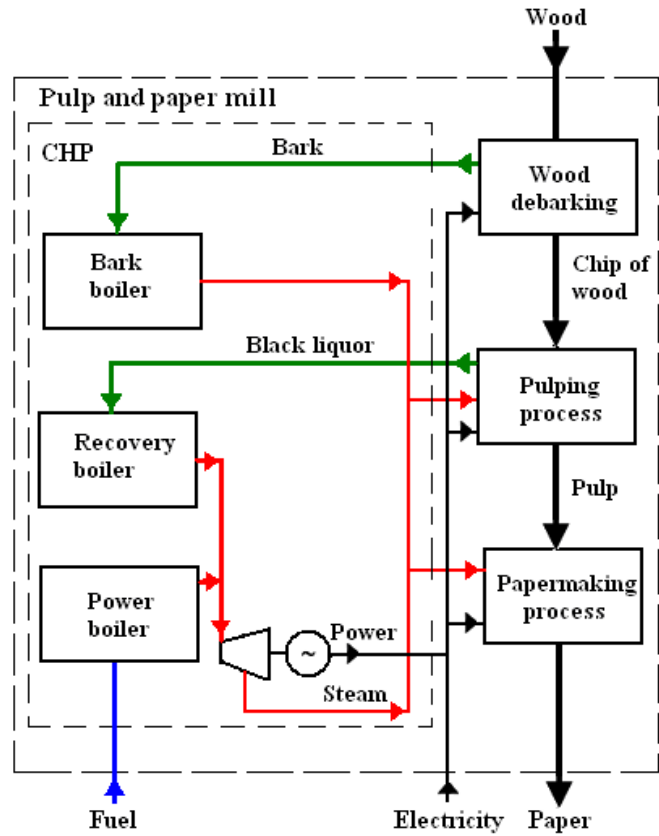 Wood
Pulp and paper mill
CHP
Bark
Wood
debarking
Bark
boiler
Chip of
wood
Black liquor
Pulping
process
Recovery
boiler
Pulp
Power
boiler
Papermaking
process
Power
~
Steam
Fuel
Electricity
Paper